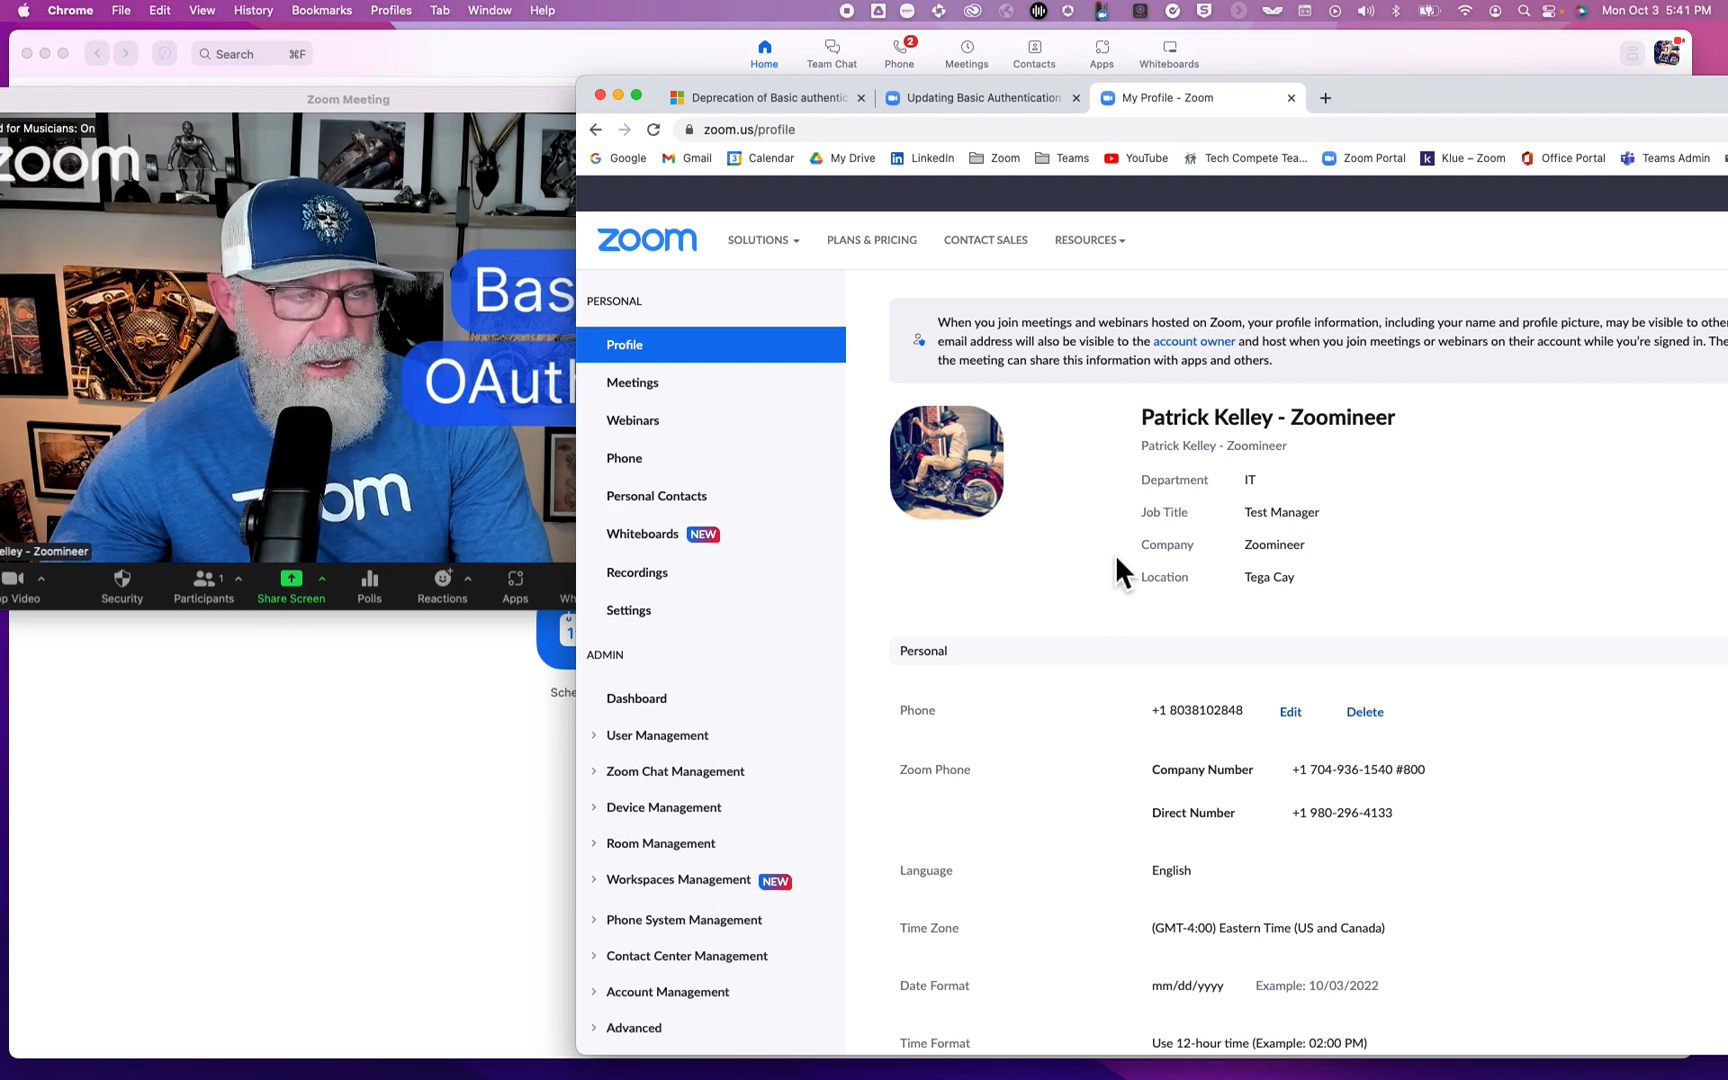 Chrome File Edit View History Bookmarks Profiles Tab Window Help
Mon Oct 3 5:41 PM
Search ⌘F
Home
Team Chat
Phone
2
Meetings
Contacts
Apps
Whiteboards
Zoom Meeting
d for Musicians: On
zoom
Bas
OAuth
zoom
elley - Zoomineer
op Video
Security
Participants
1
Share Screen
Polls
Reactions
Apps
Wh
Sche
Deprecation of Basic authentic
Updating Basic Authentication
My Profile - Zoom
zoom.us/profile
Google
Gmail
Calendar
My Drive
LinkedIn
Zoom
Teams
YouTube
Tech Compete Tea...
Zoom Portal
Klue – Zoom
Office Portal
Teams Admin
zoom
SOLUTIONS
PLANS & PRICING
CONTACT SALES
RESOURCES
PERSONAL
Profile
Meetings
Webinars
Phone
Personal Contacts
Whiteboards NEW
Recordings
Settings
ADMIN
Dashboard
User Management
Zoom Chat Management
Device Management
Room Management
Workspaces Management NEW
Phone System Management
Contact Center Management
Account Management
Advanced
When you join meetings and webinars hosted on Zoom, your profile information, including your name and profile picture, may be visible to othe
email address will also be visible to the account owner and host when you join meetings or webinars on their account while you're signed in. The
the meeting can share this information with apps and others.
Patrick Kelley - Zoomineer
Patrick Kelley - Zoomineer
Department IT
Job Title Test Manager
Company Zoomineer
Location Tega Cay
Personal
Phone +1 8038102848 Edit Delete
Zoom Phone Company Number +1 704-936-1540 #800
Direct Number +1 980-296-4133
Language English
Time Zone (GMT-4:00) Eastern Time (US and Canada)
Date Format mm/dd/yyyy Example: 10/03/2022
Time Format Use 12-hour time (Example: 02:00 PM)